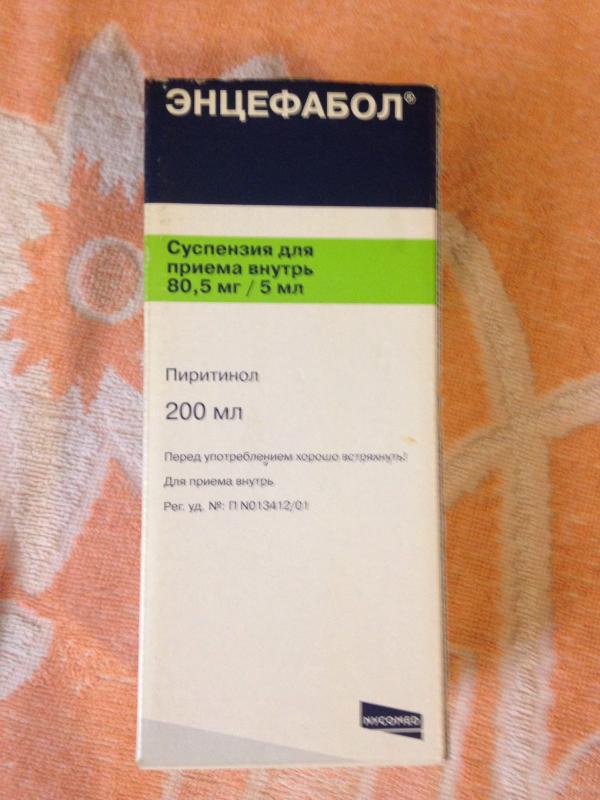 ЭНЦЕФАБОЛ®
Суспензия для
приема внутрь
80,5 мг / 5 мл
Пиритинол
200 мл
Перед употреблением хорошо встряхнуть!
Для приема внутрь
Рег. уд. №: П N013412/01
NYCOMED